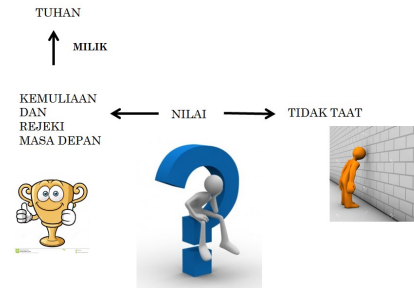 TUHAN
MILIK
KEMULIAAN
DAN
REJEKI
MASA DEPAN
NILAI
TIDAK TAAT